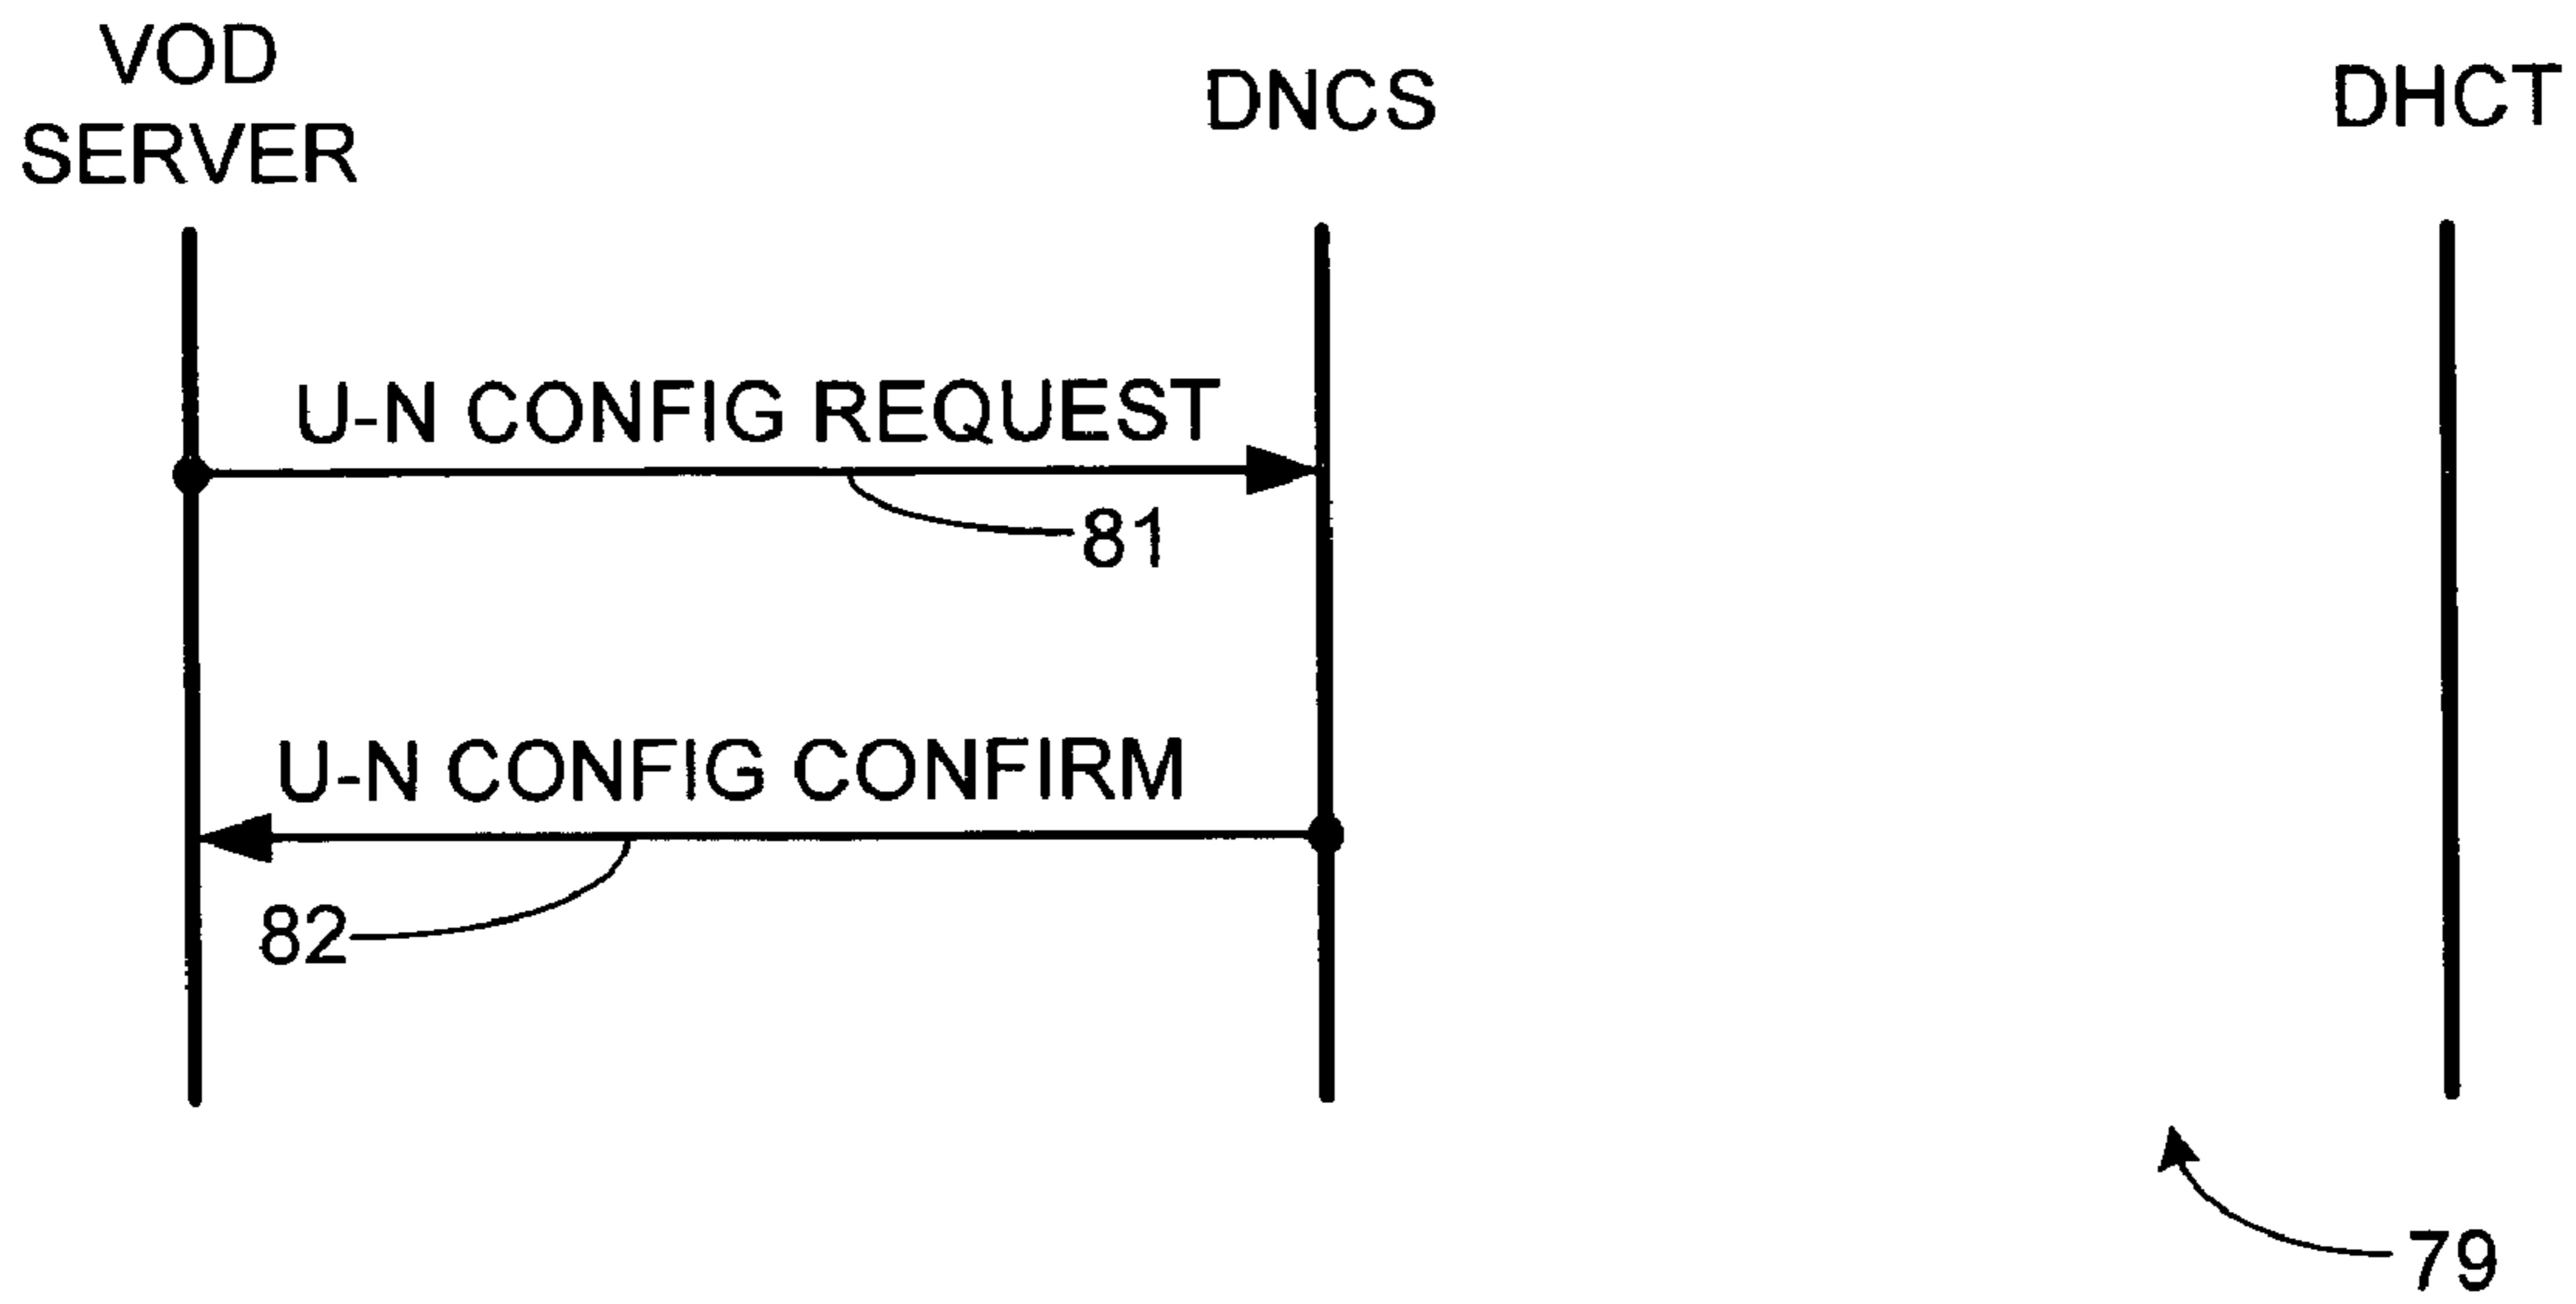 VOD
SERVER
DNCS
DHCT
U-N CONFIG REQUEST
81
U-N CONFIG CONFIRM
82
79